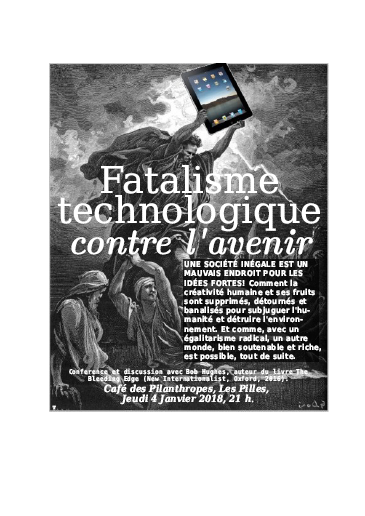 Fatalisme
technologique
contre l'avenir
UNE SOCIÉTÉ INÉGALE EST UN
MAUVAIS ENDROIT POUR LES
IDÉES FORTES! Comment la
créativité humaine et ses fruits
sont supprimés, détournés et
banalisés pour subjuguer l'hu-
manité et détruire l'environ-
nement. Et comme, avec un
égalitarisme radical, un autre
monde, bien soutenable et riche,
est possible, tout de suite.
Conference et discussion avec Bob Hughes, auteur du livre The
Bleeding Edge (New Internationalist, Oxford, 2016).
Café des Pilanthropes, Les Pilles,
Jeudi 4 Janvier 2018, 21 h.